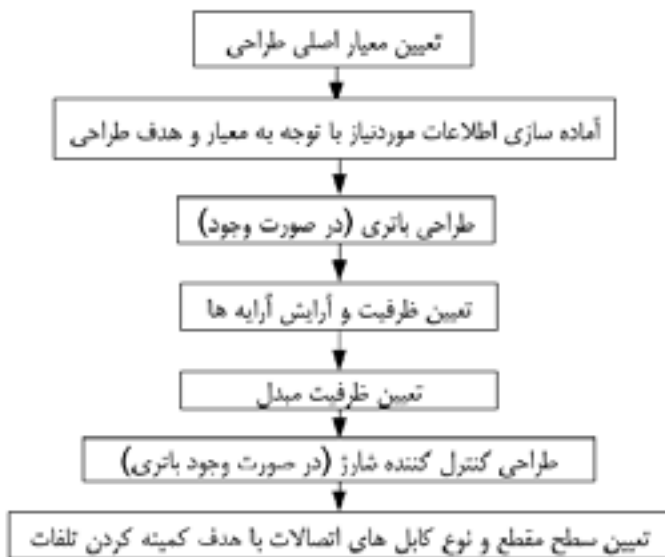 تعیین معیار اصلی طراحی
آماده سازی اطلاعات موردنیاز با توجه به معیار و هدف طراحی
طراحی باتری (در صورت وجود)
تعیین ظرفیت و آرایش آرایه ها
تعیین ظرفیت مبدل
طراحی کنترل کننده شارژ (در صورت وجود باتری)
تعیین سطح مقطع و نوع کابل های اتصالات با هدف کمینه کردن تلفات